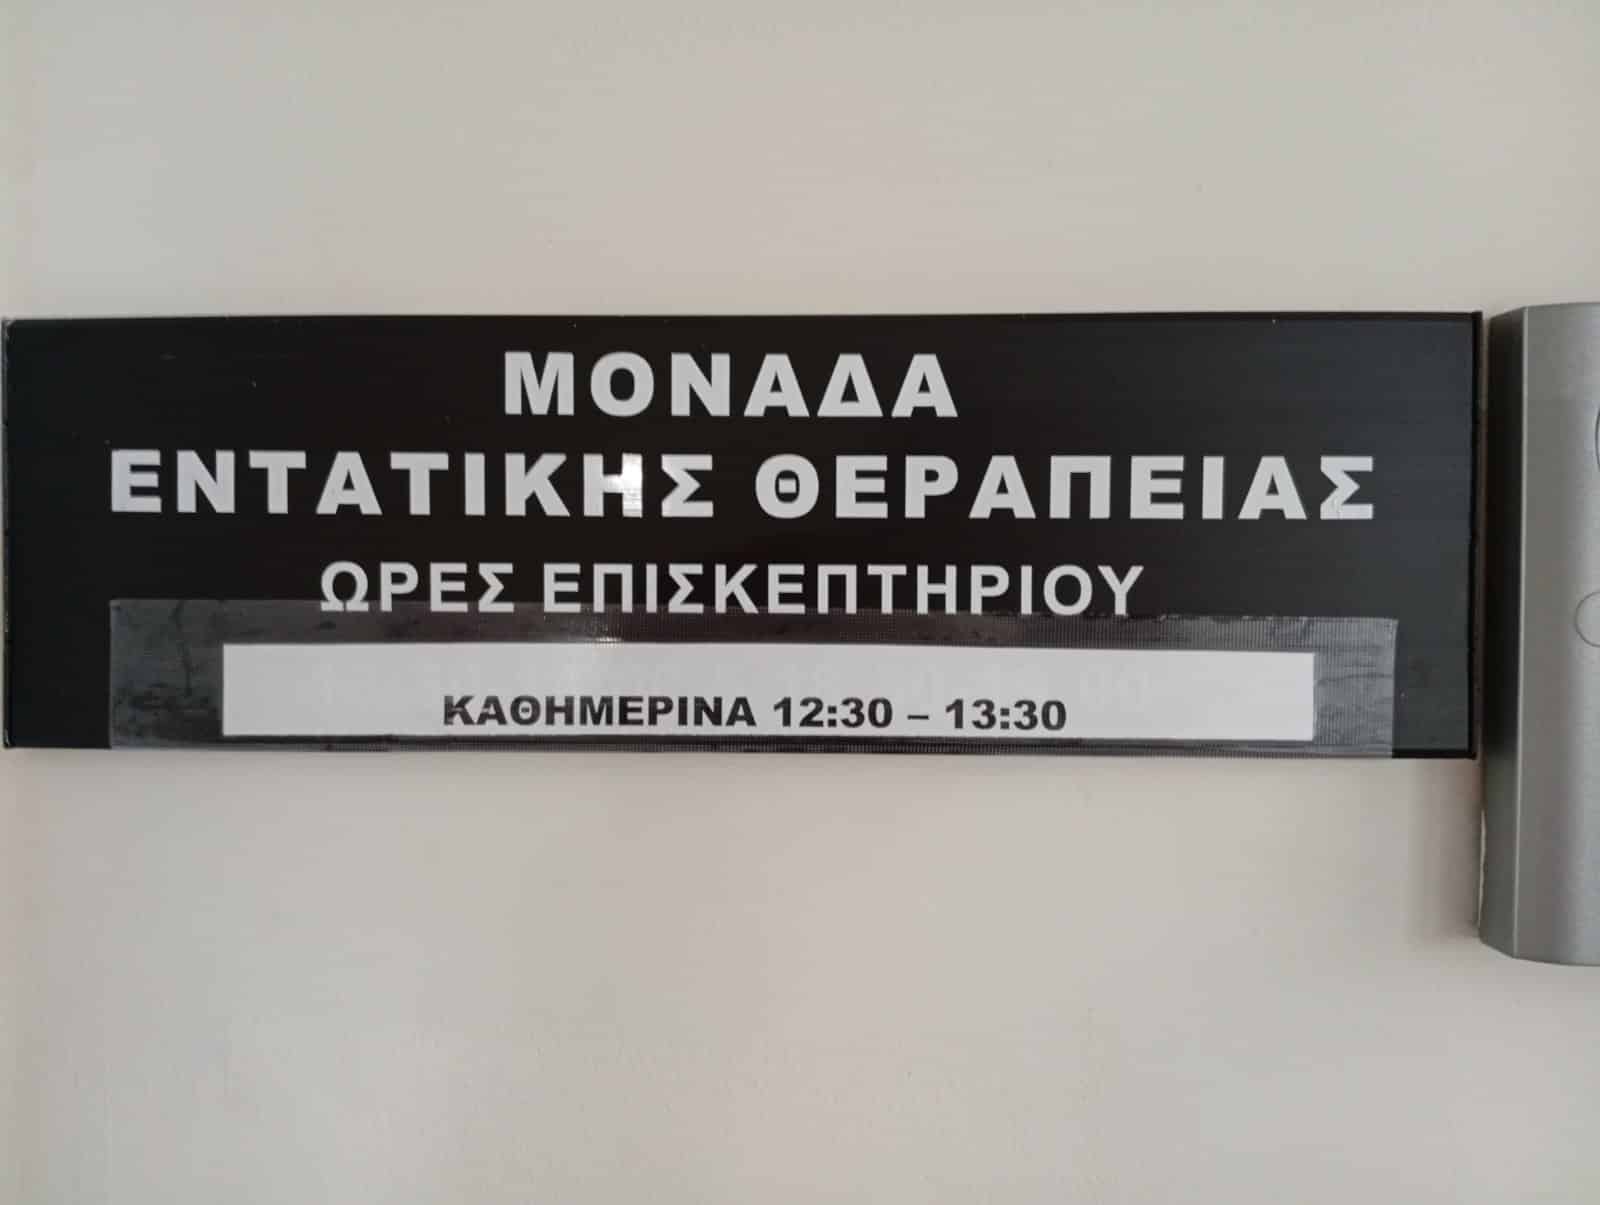 ΜΟΝΑΔΑ
ΕΝΤΑΤΙΚΗΣ ΘΕΡΑΠΕΙΑΣ
ΩΡΕΣ ΕΠΙΣΚΕΠΤΗΡΙΟΥ
ΚΑΘΗΜΕΡΙΝΑ 12:30 – 13:30